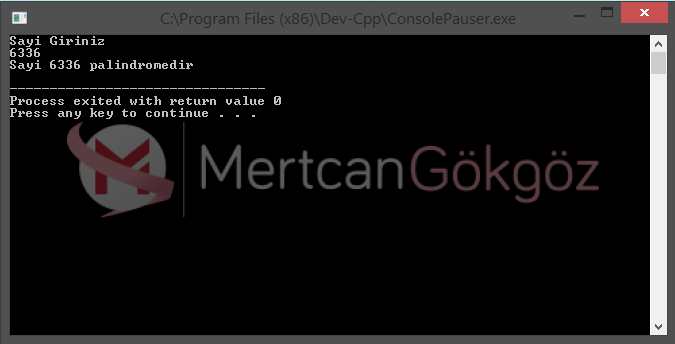 C:\Program Files (x86)\Dev-Cpp\ConsolePauser.exe
Sayi Giriniz
6336
Sayi 6336 palindromedir
--------------------------------
Process exited with return value 0
Press any key to continue . . .
M
MertcanGökgöz